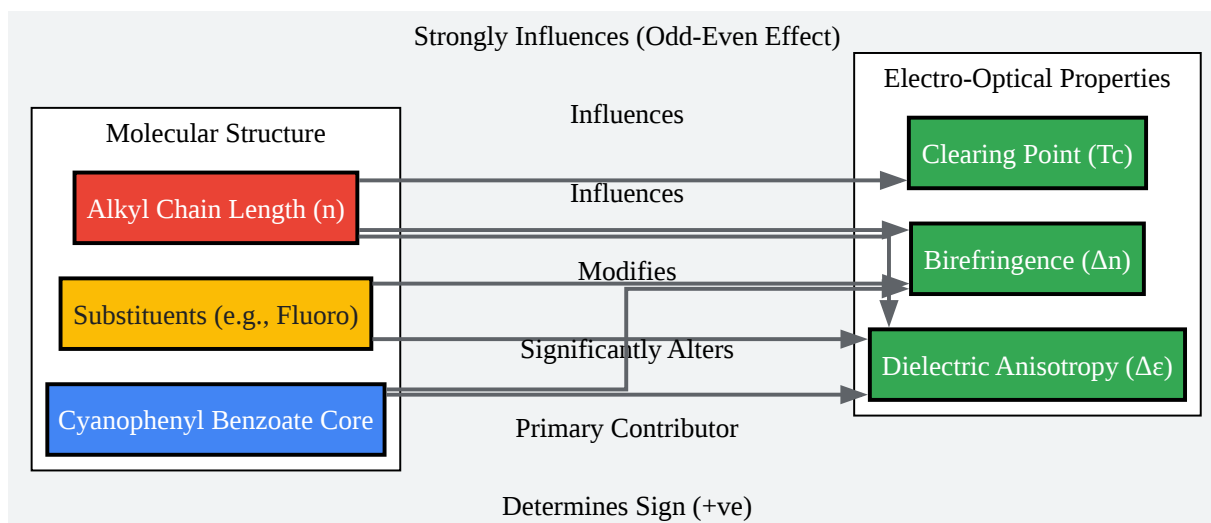 Strongly Influences (Odd-Even Effect)
Electro-Optical Properties
Influences
Molecular Structure
Clearing Point (Tc)
Influences
Alkyl Chain Length (n)
Birefringence (Δn)
Modifies
Substituents (e.g., Fluoro)
Significantly Alters
Dielectric Anisotropy (Δε)
Cyanophenyl Benzoate Core
Primary Contributor
Determines Sign (+ve)